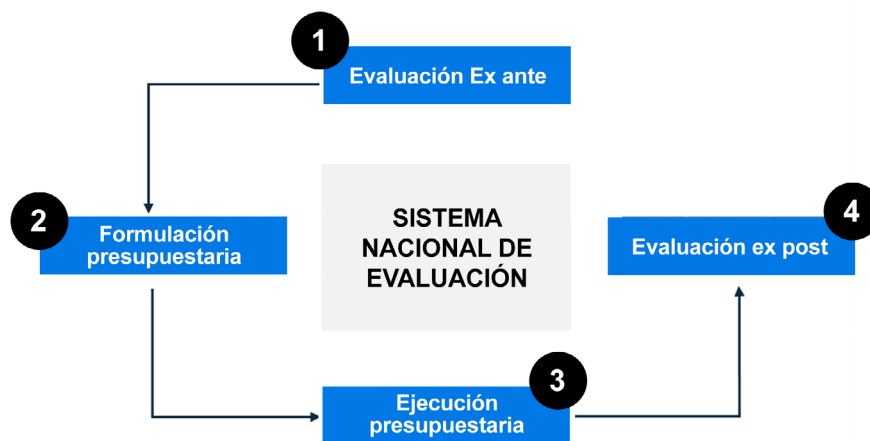 1
Evaluación Ex ante
2
Formulación
presupuestaria
SISTEMA
NACIONAL DE
EVALUACIÓN
4
Evaluación ex post
3
Ejecución
presupuestaria